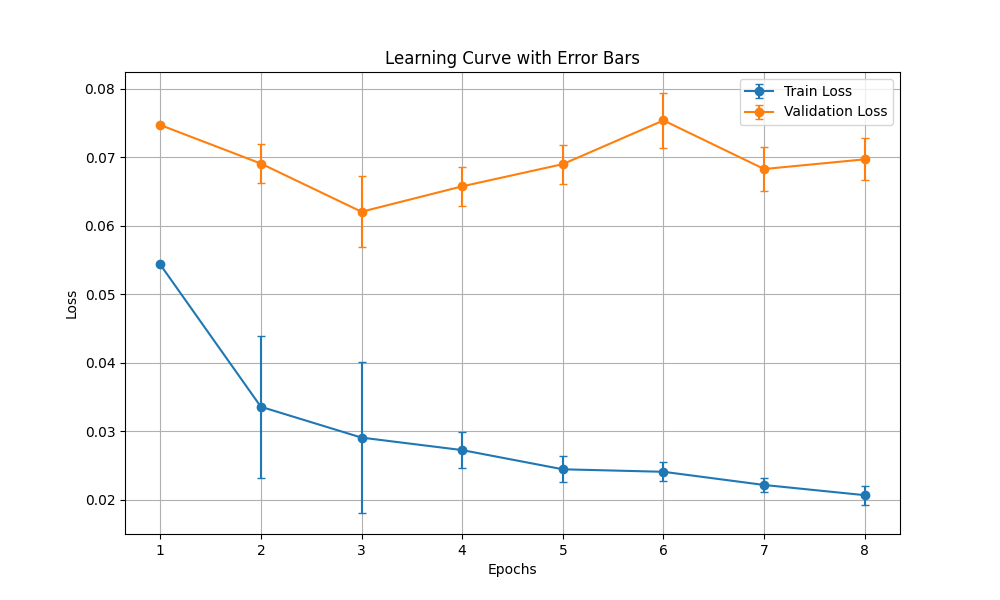 Learning Curve with Error Bars
Train Loss
Validation Loss
0.08
0.07
0.06
0.05
0.04
0.03
0.02
Loss
1 2 3 4 5 6 7 8
Epochs